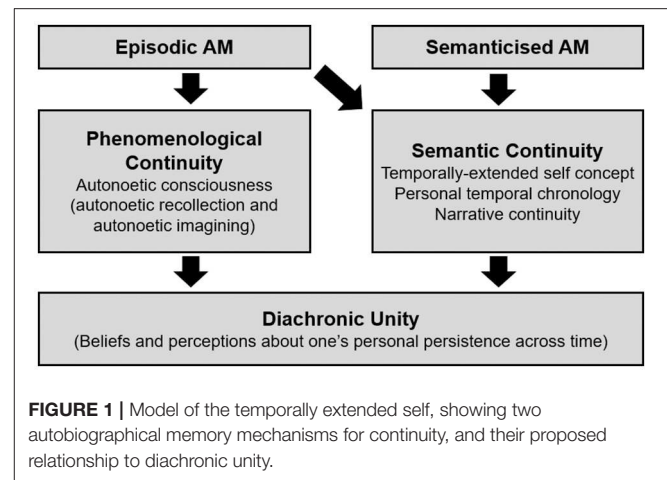 Episodic AM
Semanticised AM
Phenomenological
Continuity
Autonoetic consciousness
(autonoetic recollection and
autonoetic imagining)
Semantic Continuity
Temporally-extended self concept
Personal temporal chronology
Narrative continuity
Diachronic Unity
(Beliefs and perceptions about one's personal persistence across time)
FIGURE 1 | Model of the temporally extended self, showing two
autobiographical memory mechanisms for continuity, and their proposed
relationship to diachronic unity.